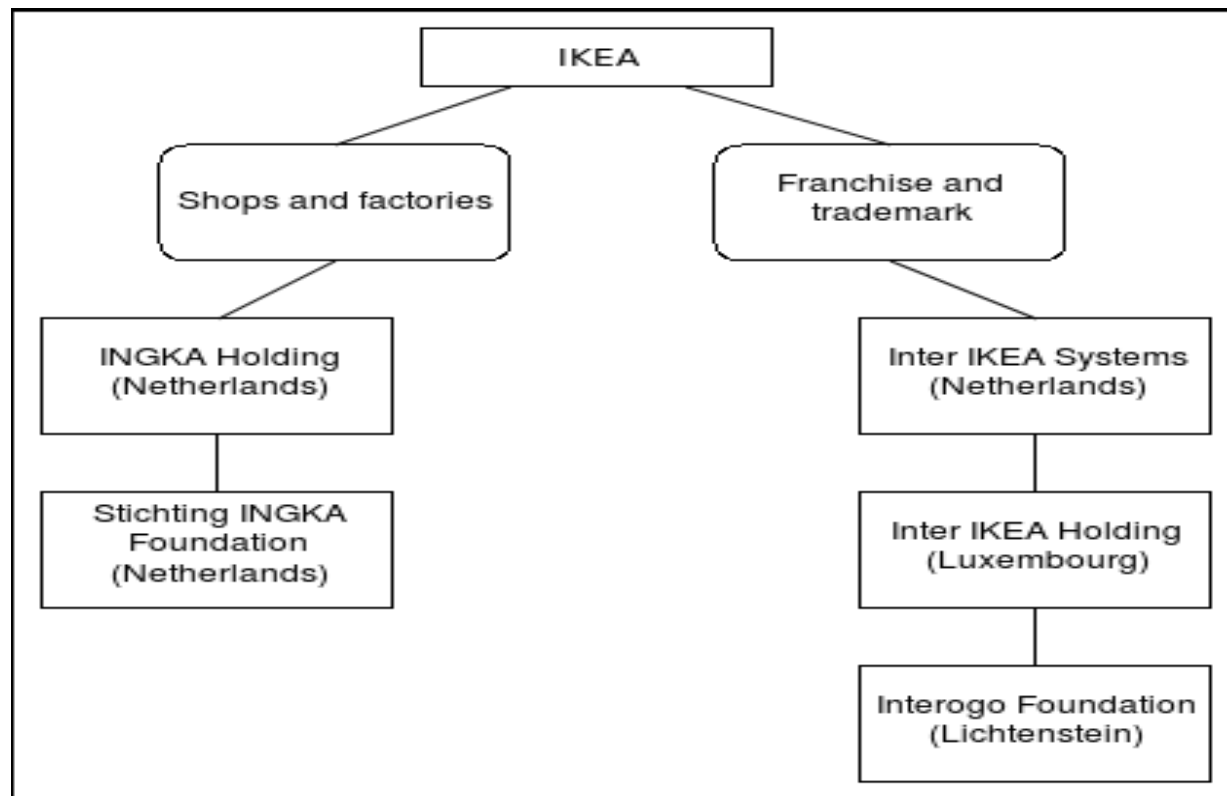 IKEA
Shops and factories
Franchise and
trademark
INGKA Holding
(Netherlands)
Inter IKEA Systems
(Netherlands)
Stichting INGKA
Foundation
(Netherlands)
Inter IKEA Holding
(Luxembourg)
Interogo Foundation
(Lichtenstein)